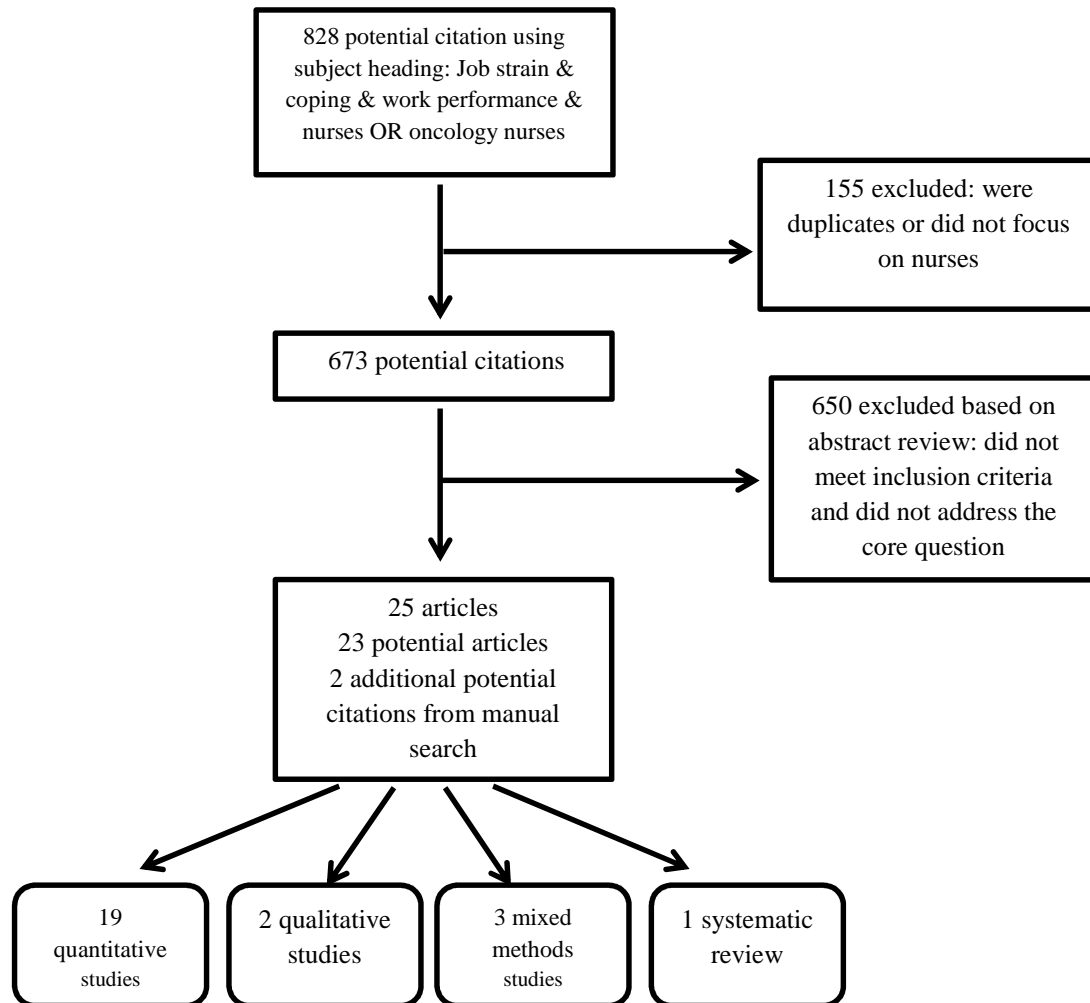 828 potential citation using
subject heading: Job strain &
coping & work performance &
nurses OR oncology nurses
155 excluded: were
duplicates or did not focus
on nurses
673 potential citations
650 excluded based on
abstract review: did not
meet inclusion criteria
and did not address the
core question
25 articles
23 potential articles
2 additional potential
citations from manual
search
19
quantitative
studies
2 qualitative
studies
3 mixed
methods
studies
1 systematic
review